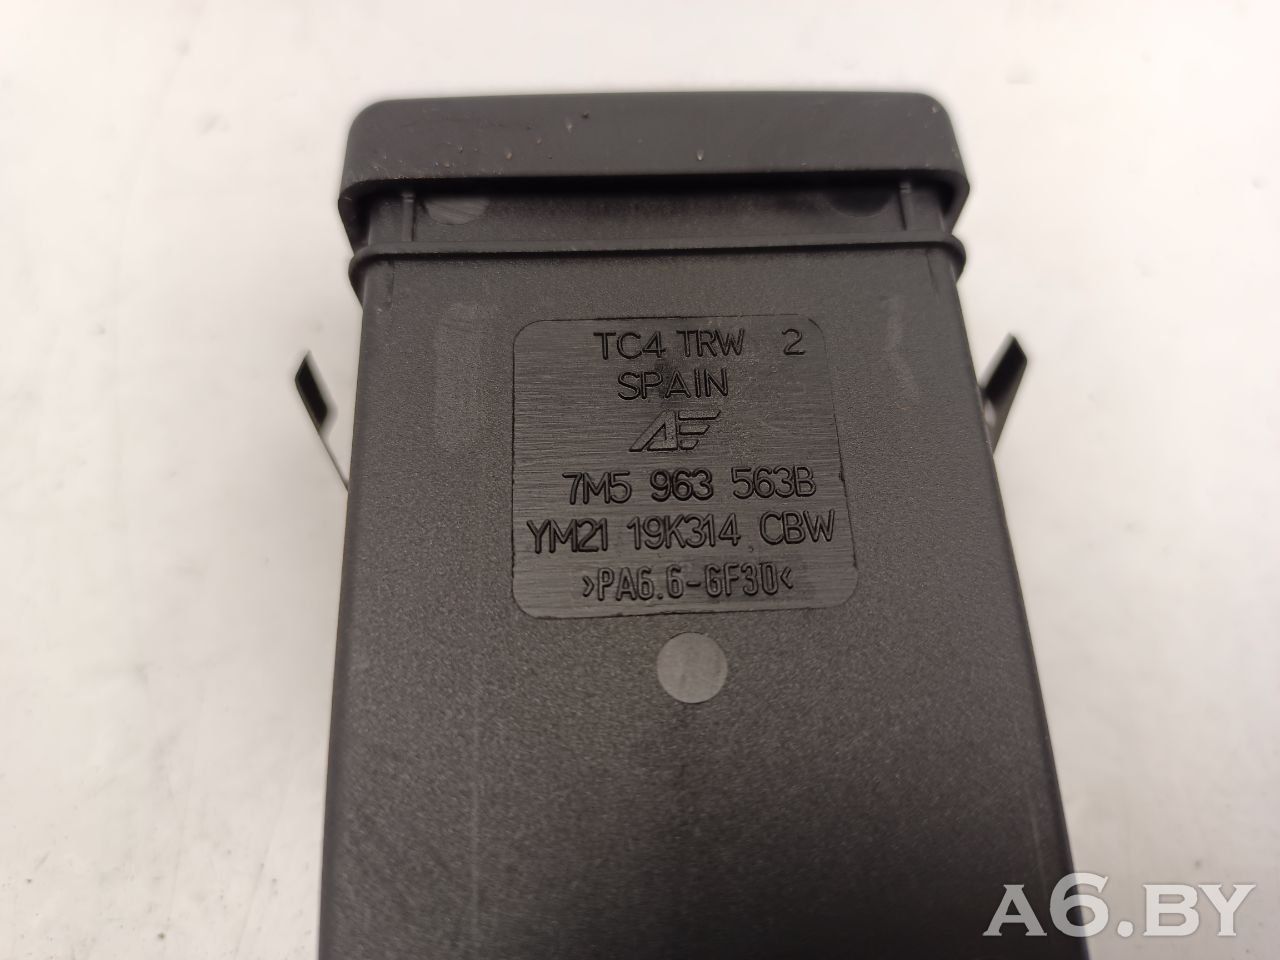 TC4 TRW 2
SPAIN
7M5 963 563B
YM21 19K314 CBW
>PA6.6-GF30<
A6.BY